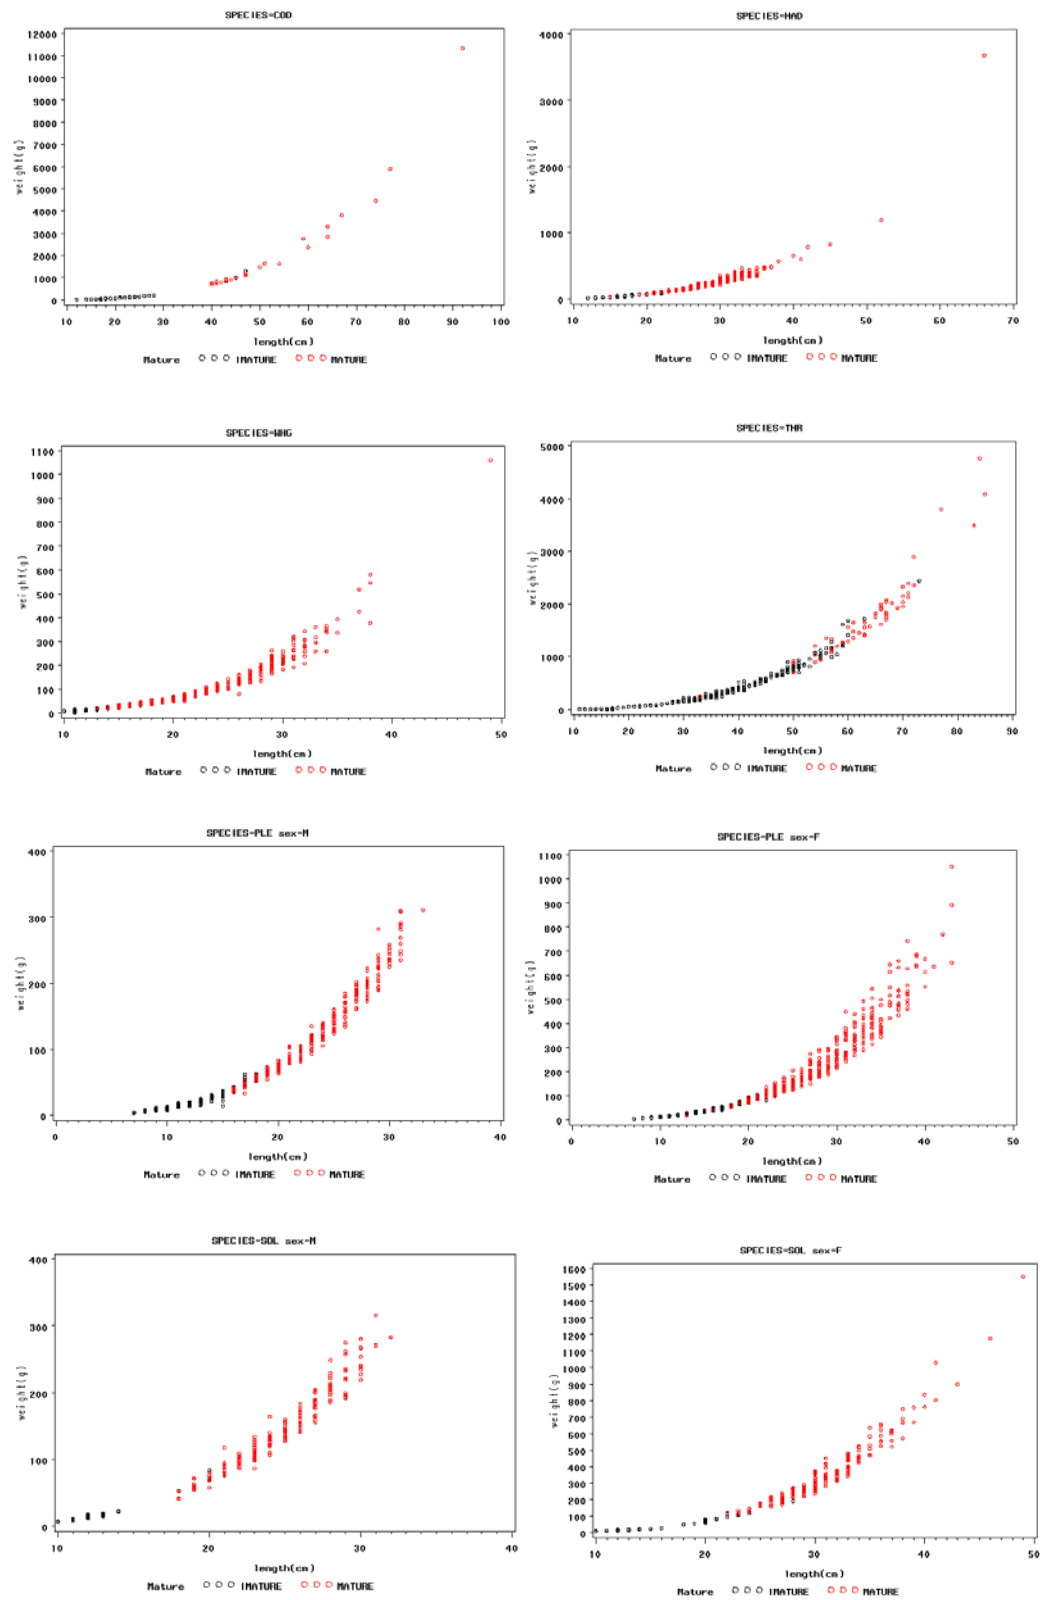 SPECIES=COD
12000
11000
10000
9000
8000
7000
6000
5000
4000
3000
2000
1000
0
weight(g)
10 20 30 40 50 60 70 80 90 100
length(cm)
Mature IMATURE MATURE
SPECIES=HAD
4000
3000
2000
1000
0
weight(g)
10 20 30 40 50 60 70
length(cm)
Mature IMATURE MATURE
SPECIES=WHG
1100
1000
900
800
700
600
500
400
300
200
100
0
weight(g)
10 20 30 40 50
length(cm)
Mature IMATURE MATURE
SPECIES=THR
5000
4000
3000
2000
1000
0
weight(g)
10 20 30 40 50 60 70 80 90
length(cm)
Mature IMATURE MATURE
SPECIES=PLE sex=M
400
300
200
100
0
weight(g)
0 10 20 30 40
length(cm)
Mature IMATURE MATURE
SPECIES=PLE sex=F
1100
1000
900
800
700
600
500
400
300
200
100
0
weight(g)
0 10 20 30 40 50
length(cm)
Mature IMATURE MATURE
SPECIES=SOL sex=M
400
300
200
100
0
weight(g)
10 20 30 40
length(cm)
Mature IMATURE MATURE
SPECIES=SOL sex=F
1600
1500
1400
1300
1200
1100
1000
900
800
700
600
500
400
300
200
100
0
weight(g)
10 20 30 40 50
length(cm)
Mature IMATURE MATURE